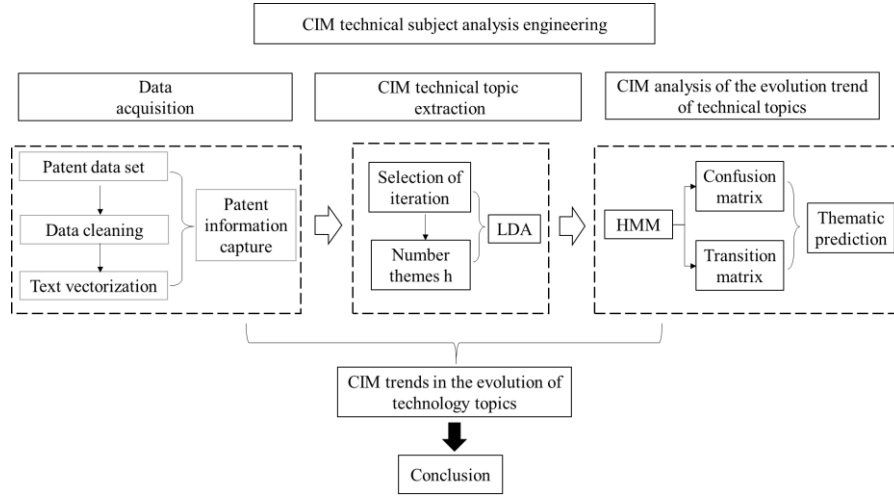 CIM technical subject analysis engineering
Data
acquisition
CIM technical topic
extraction
CIM analysis of the evolution trend
of technical topics
Patent data set
Data cleaning
Text vectorization
Patent
information
capture
Selection of
iteration
Number
themes h
LDA
HMM
Confusion
matrix
Transition
matrix
Thematic
prediction
CIM trends in the evolution of
technology topics
Conclusion